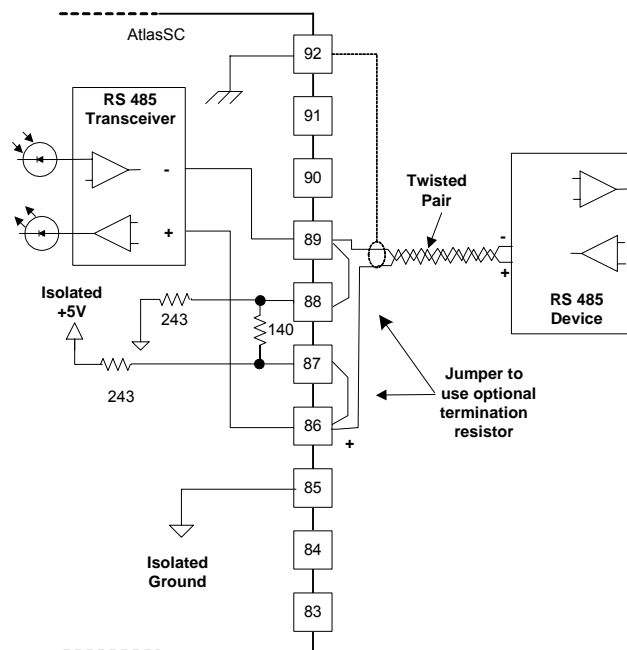 AtlasSC
92
RS 485
Transceiver
91
-
90
Twisted
Pair
+
89
-
+
Isolated
+5V
88
RS 485
Device
243
140
87
Jumper to
use optional
termination
resistor
243
86
+
85
Isolated
Ground
84
83